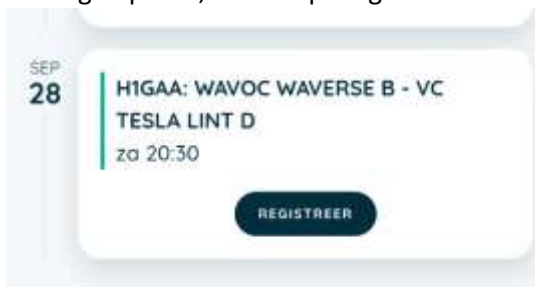 SEP
28
H1GAA: WAVOC WAVERSE B - VC
TESLA LINT D
za 20:30
REGISTREER